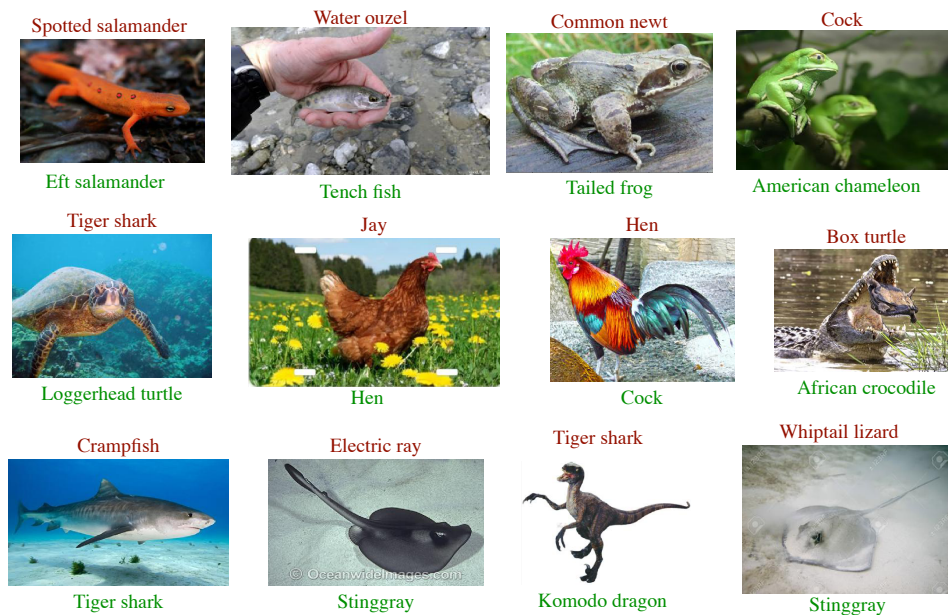 Spotted salamander
Water ouzel
Common newt
Cock
Eft salamander
Tench fish
Tailed frog
American chameleon
Tiger shark
Jay
Hen
Box turtle
Loggerhead turtle
Hen
Cock
African crocodile
Crampfish
Electric ray
Tiger shark
Whiptail lizard
© OceanwideImages.com
Tiger shark
Stinggray
Komodo dragon
Stinggray